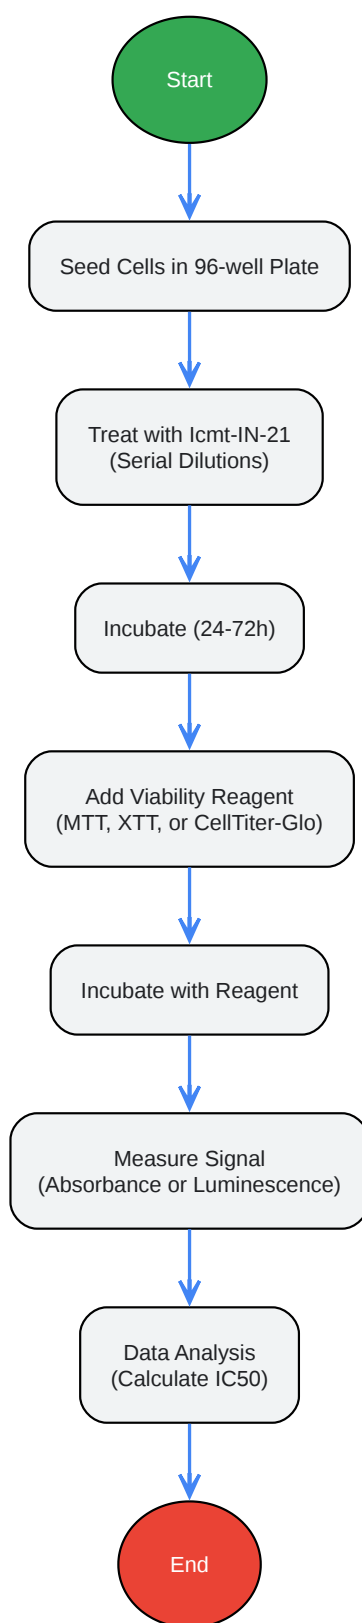 Start
Seed Cells in 96-well Plate
Treat with Icmt-IN-21
(Serial Dilutions)
Incubate (24-72h)
Add Viability Reagent
(MTT, XTT, or CellTiter-Glo)
Incubate with Reagent
Measure Signal
(Absorbance or Luminescence)
Data Analysis
(Calculate IC50)
End